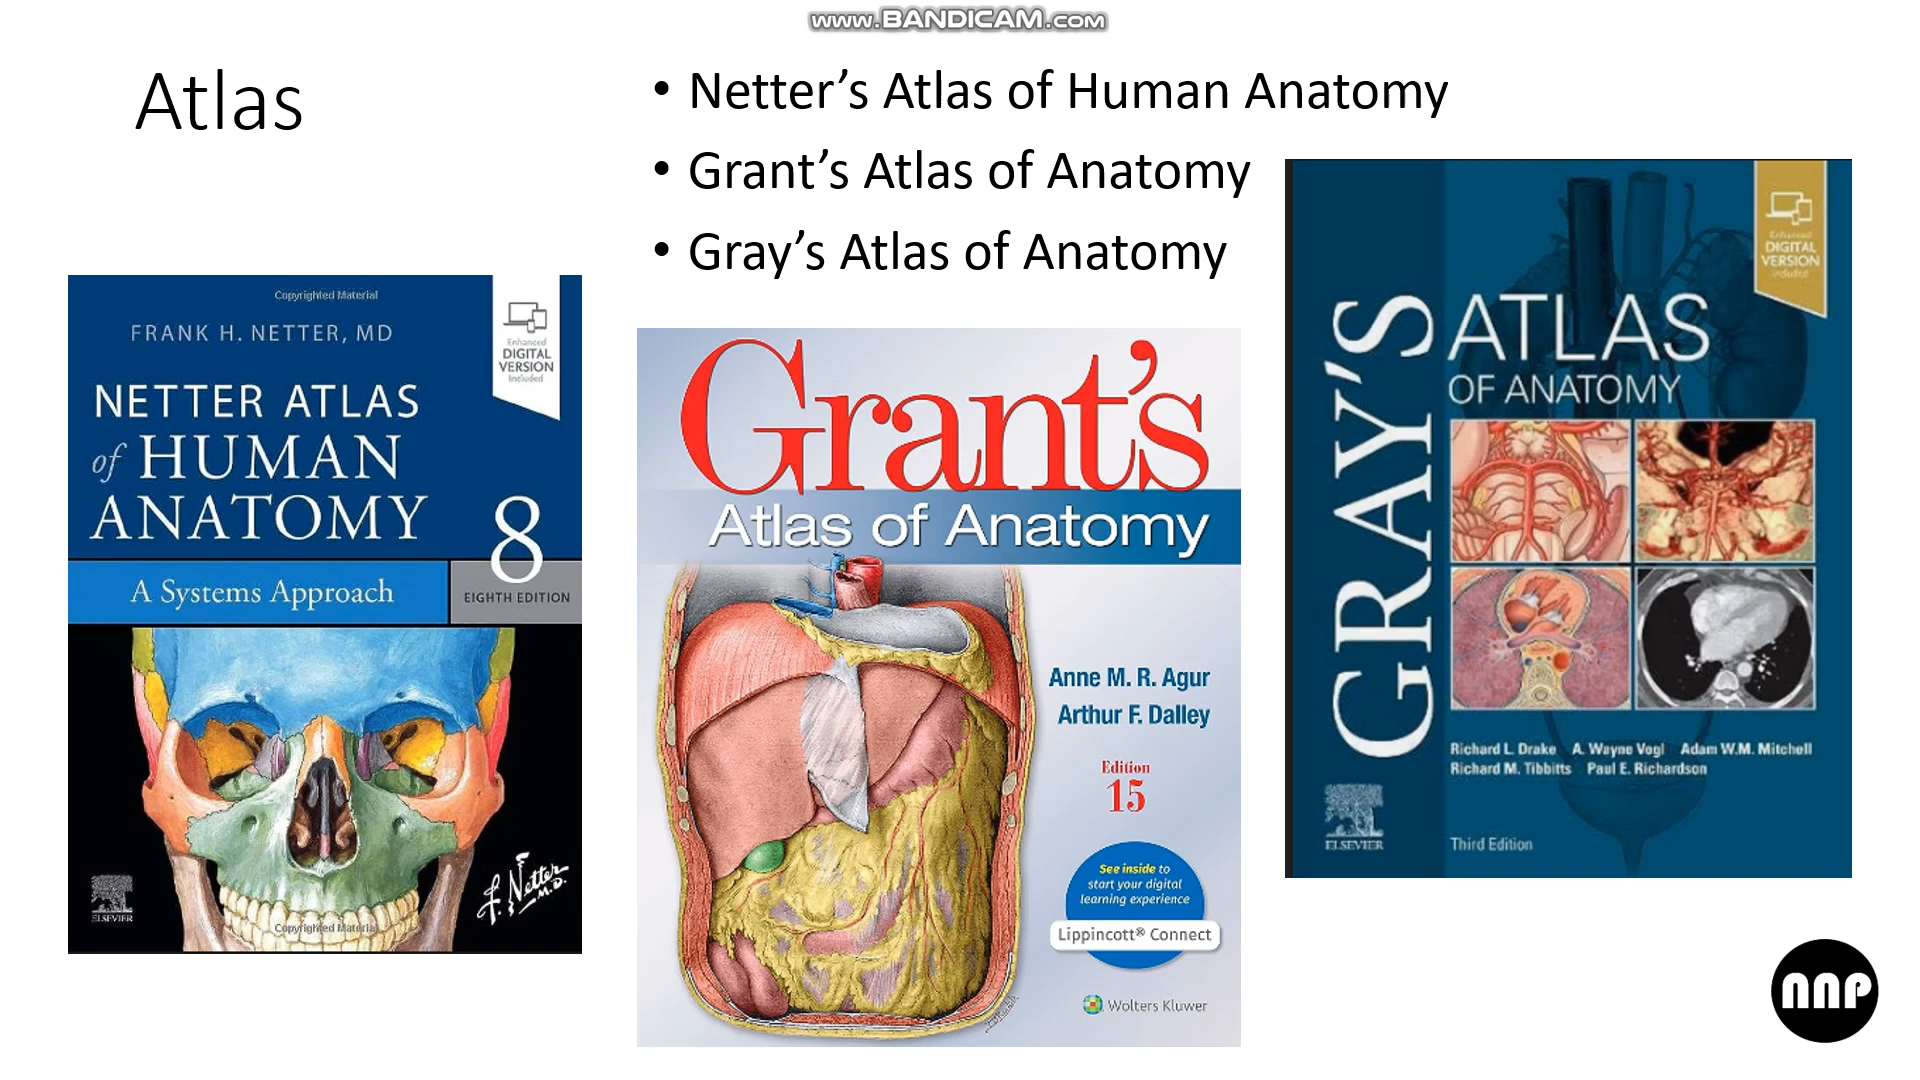 www.BANDICAM.com
Atlas
• Netter’s Atlas of Human Anatomy
• Grant’s Atlas of Anatomy
• Gray’s Atlas of Anatomy
Copyrighted Material
FRANK H. NETTER, MD
Enhanced
DIGITAL
VERSION
Included
NETTER ATLAS
of HUMAN
ANATOMY
8
A Systems Approach
EIGHTH EDITION
F. Netter
M.D.
ELSEVIER
Copyrighted Material
Grant's
Atlas of Anatomy
Anne M. R. Agur
Arthur F. Dalley
Edition
15
See inside to
start your digital
learning experience
Lippincott® Connect
Wolters Kluwer
Enhanced
DIGITAL
VERSION
Included
GRAY'S
ATLAS
OF ANATOMY
Richard L. Drake A. Wayne Vogl Adam W.M. Mitchell
Richard M. Tibbitts Paul E. Richardson
ELSEVIER
Third Edition
nnp